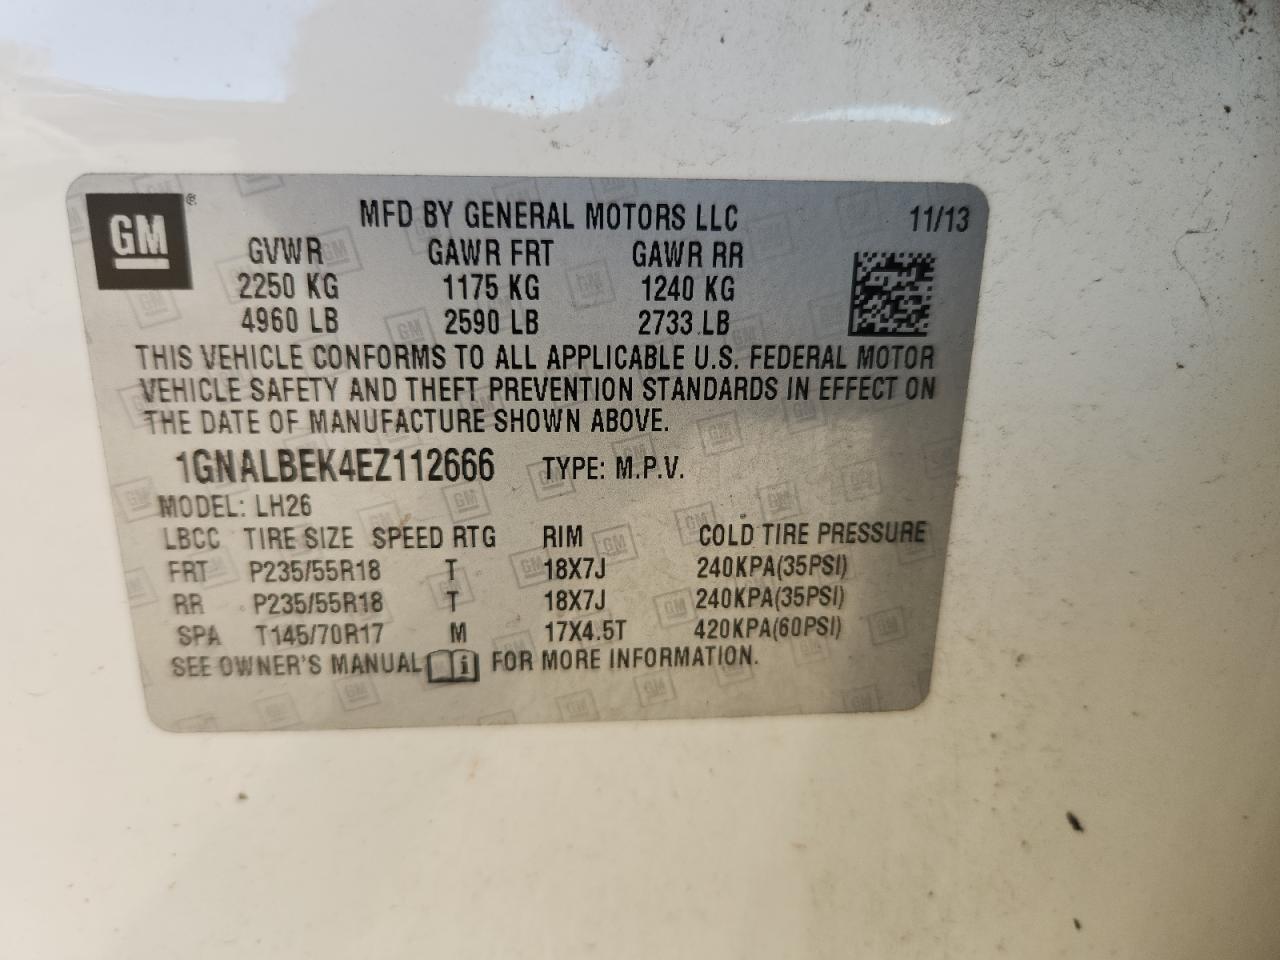 GM ®
MFD BY GENERAL MOTORS LLC 11/13
GVWR GAWR FRT GAWR RR
2250 KG 1175 KG 1240 KG
4960 LB 2590 LB 2733 LB
THIS VEHICLE CONFORMS TO ALL APPLICABLE U.S. FEDERAL MOTOR
VEHICLE SAFETY AND THEFT PREVENTION STANDARDS IN EFFECT ON
THE DATE OF MANUFACTURE SHOWN ABOVE.
1GNALBEK4EZ112666 TYPE: M.P.V.
MODEL: LH26
LBCC TIRE SIZE SPEED RTG RIM COLD TIRE PRESSURE
FRT P235/55R18 T 18X7J 240KPA(35PSI)
RR P235/55R18 T 18X7J 240KPA(35PSI)
SPA T145/70R17 M 17X4.5T 420KPA(60PSI)
SEE OWNER'S MANUAL i FOR MORE INFORMATION.